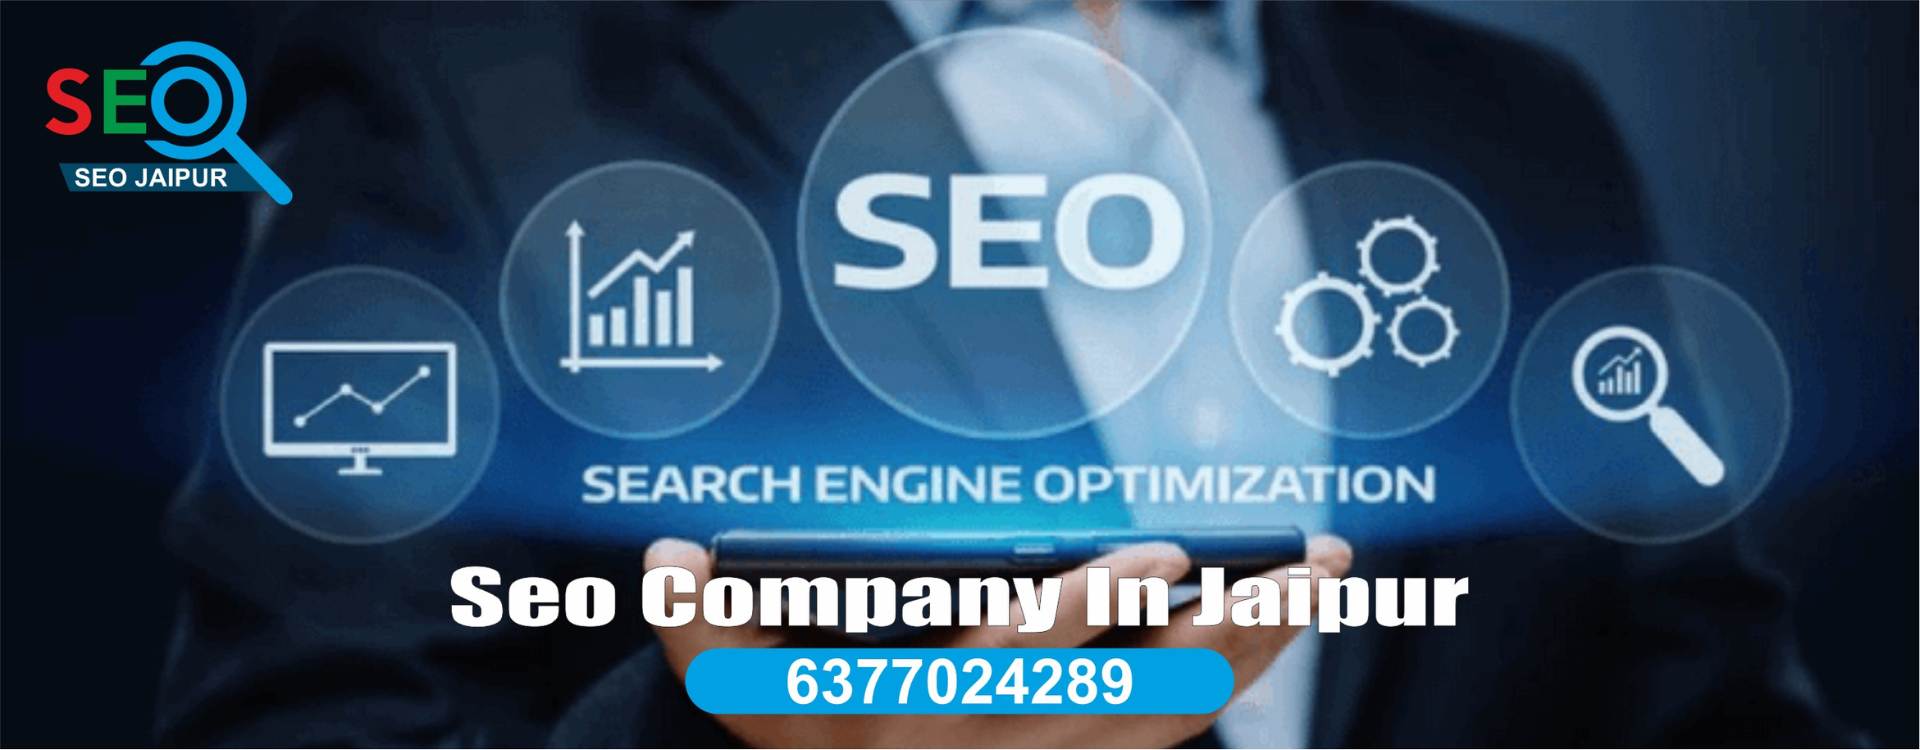 SEO
SEO JAIPUR
SEO
SEARCH ENGINE OPTIMIZATION
Seo Company In Jaipur
6377024289